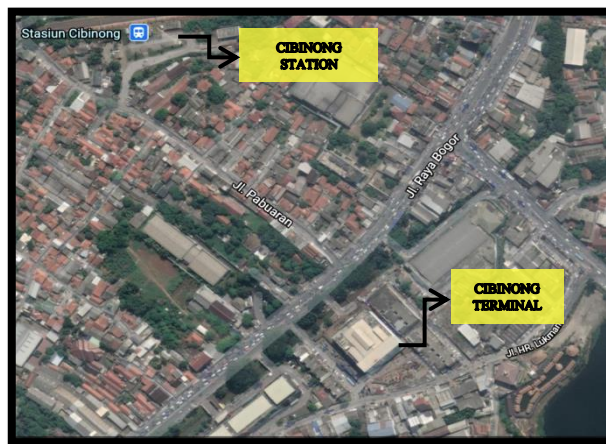 Stasiun Cibinong
CIBINONG
STATION
Jl. Raya Bogor
Jl. Pabuaran
CIBINONG
TERMINAL
Jl. HR. Lukman